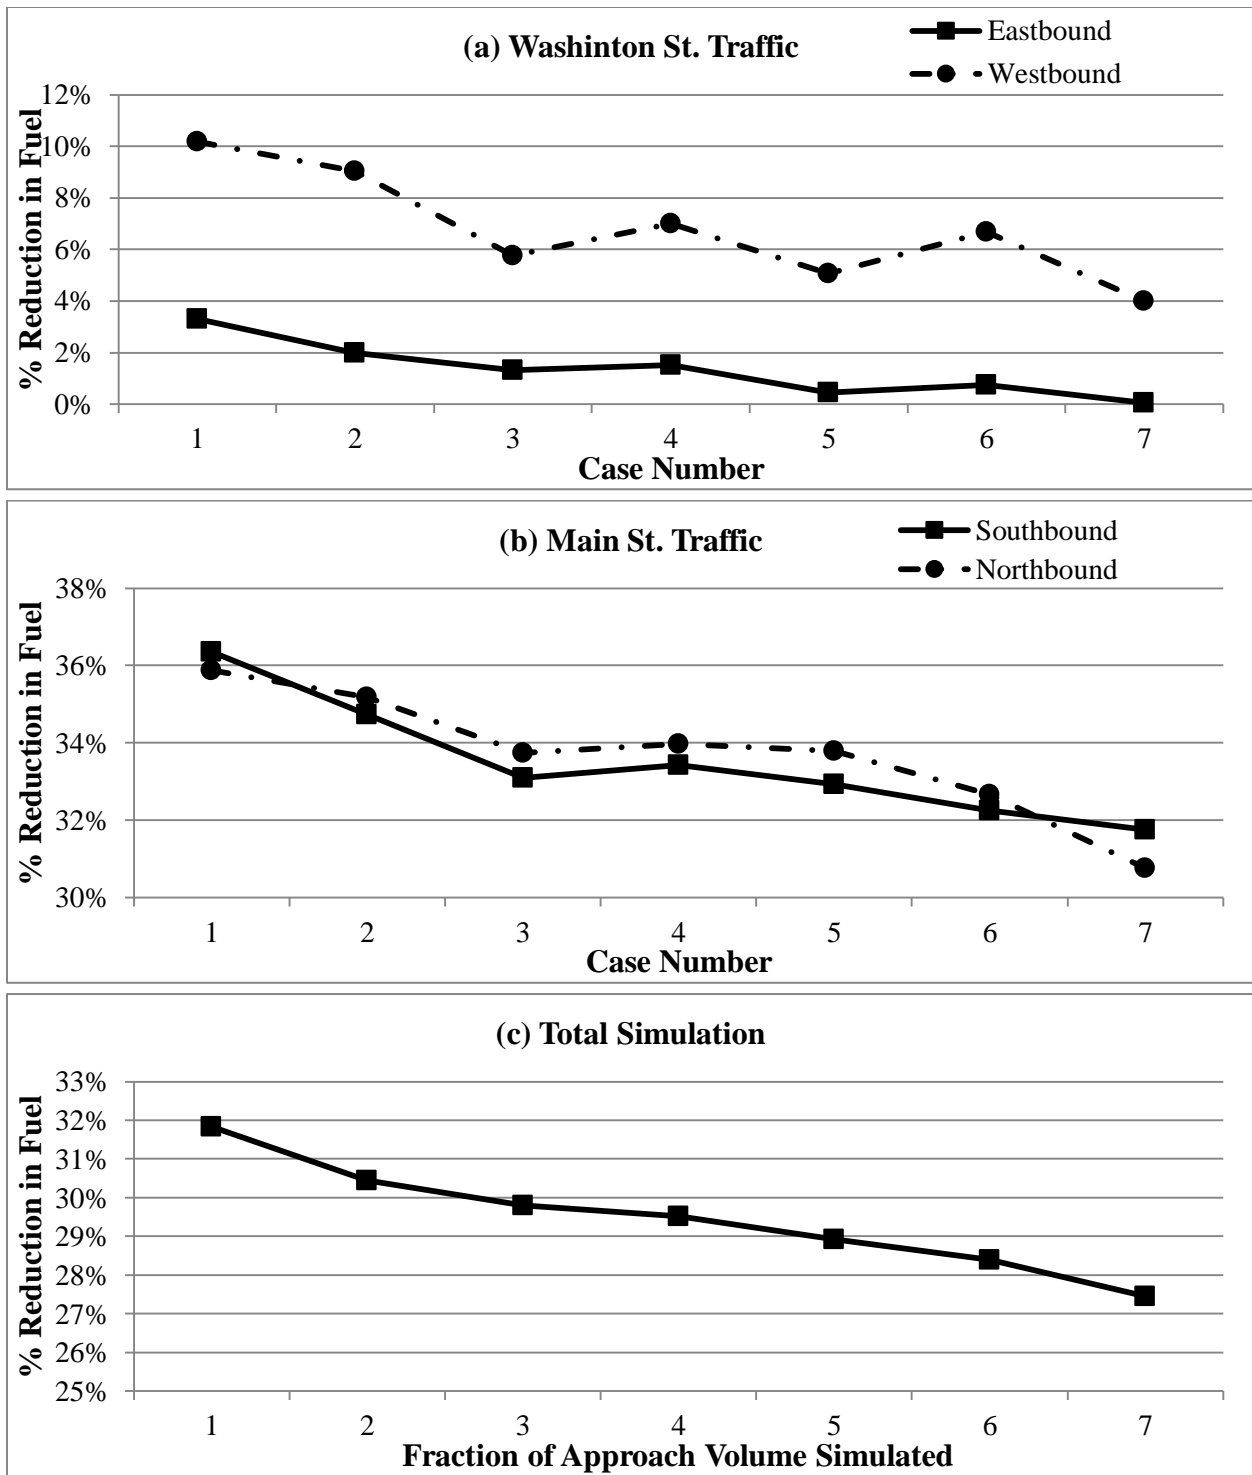 (a) Washinton St. Traffic
Eastbound
Westbound
% Reduction in Fuel
12%
10%
8%
6%
4%
2%
0%
1 2 3 4 5 6 7
Case Number
(b) Main St. Traffic
Southbound
Northbound
% Reduction in Fuel
38%
36%
34%
32%
30%
1 2 3 4 5 6 7
Case Number
(c) Total Simulation
% Reduction in Fuel
33%
32%
31%
30%
29%
28%
27%
26%
25%
1 2 3 4 5 6 7
Fraction of Approach Volume Simulated